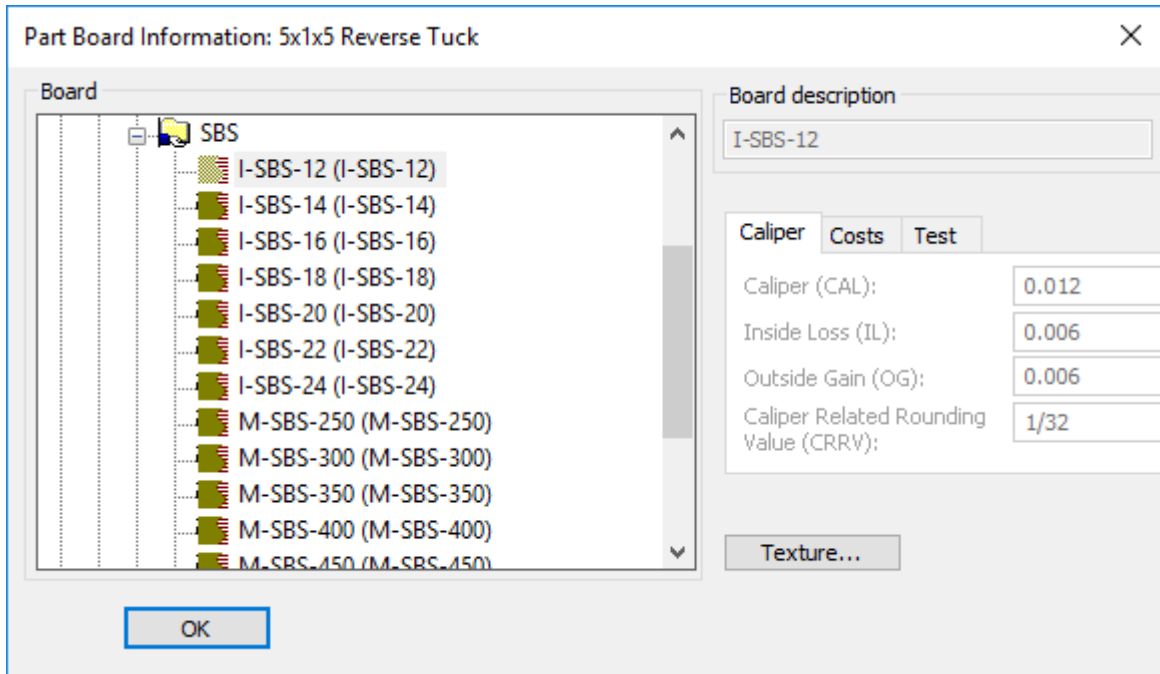 Part Board Information: 5x1x5 Reverse Tuck
Board
SBS
I-SBS-12 (I-SBS-12)
I-SBS-14 (I-SBS-14)
I-SBS-16 (I-SBS-16)
I-SBS-18 (I-SBS-18)
I-SBS-20 (I-SBS-20)
I-SBS-22 (I-SBS-22)
I-SBS-24 (I-SBS-24)
M-SBS-250 (M-SBS-250)
M-SBS-300 (M-SBS-300)
M-SBS-350 (M-SBS-350)
M-SBS-400 (M-SBS-400)
M-SBS-450 (M-SBS-450)
Board description
I-SBS-12
Caliper Costs Test
Caliper (CAL): 0.012
Inside Loss (IL): 0.006
Outside Gain (OG): 0.006
Caliper Related Rounding
Value (CRRV): 1/32
Texture...
OK